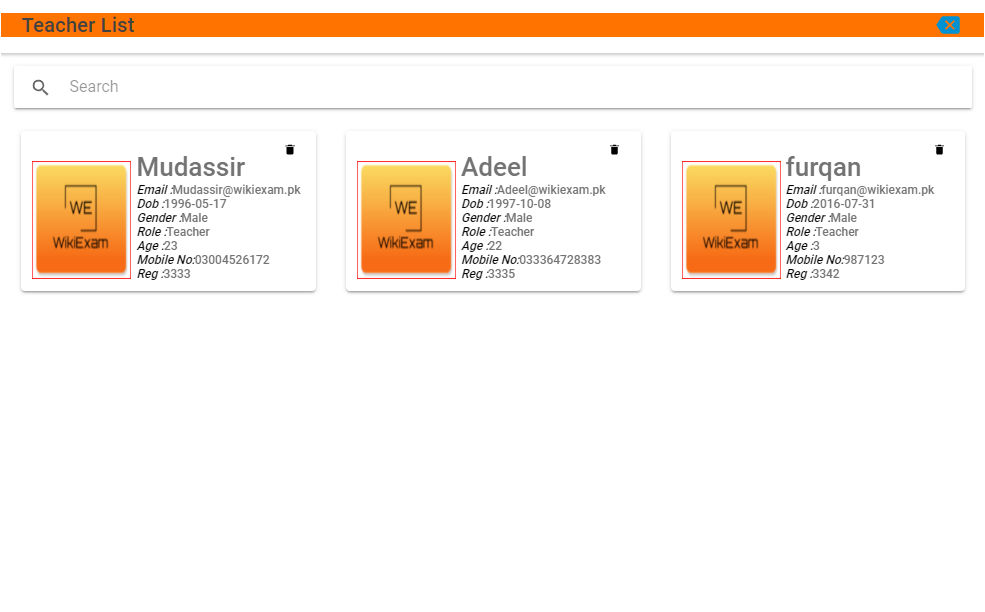 Teacher List
Search
Mudassir
Email :Mudassir@wikiexam.pk
Dob :1996-05-17
Gender :Male
Role :Teacher
Age :23
Mobile No:03004526172
Reg :3333
WE
WikiExam
Adeel
Email :Adeel@wikiexam.pk
Dob :1997-10-08
Gender :Male
Role :Teacher
Age :22
Mobile No:033364728383
Reg :3335
WE
WikiExam
furqan
Email :furqan@wikiexam.pk
Dob :2016-07-31
Gender :Male
Role :Teacher
Age :3
Mobile No:987123
Reg :3342
WE
WikiExam